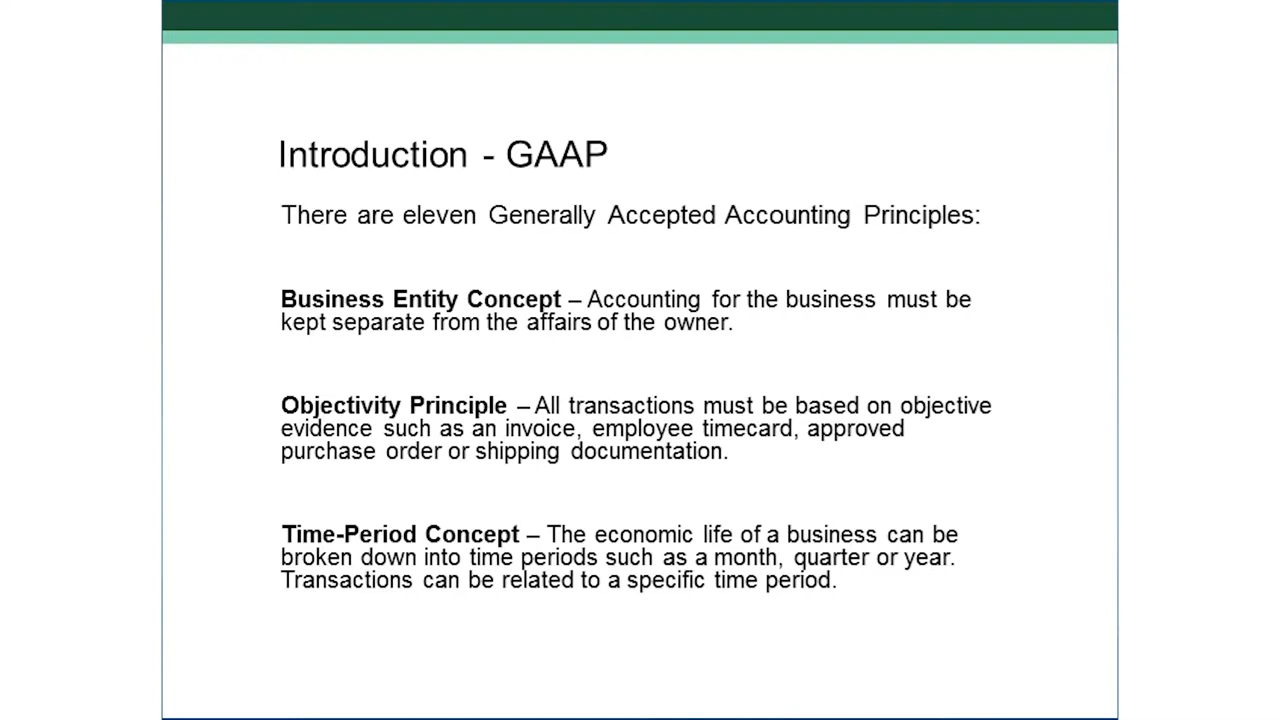 Introduction - GAAP
There are eleven Generally Accepted Accounting Principles:
Business Entity Concept – Accounting for the business must be
kept separate from the affairs of the owner.
Objectivity Principle – All transactions must be based on objective
evidence such as an invoice, employee timecard, approved
purchase order or shipping documentation.
Time-Period Concept – The economic life of a business can be
broken down into time periods such as a month, quarter or year.
Transactions can be related to a specific time period.